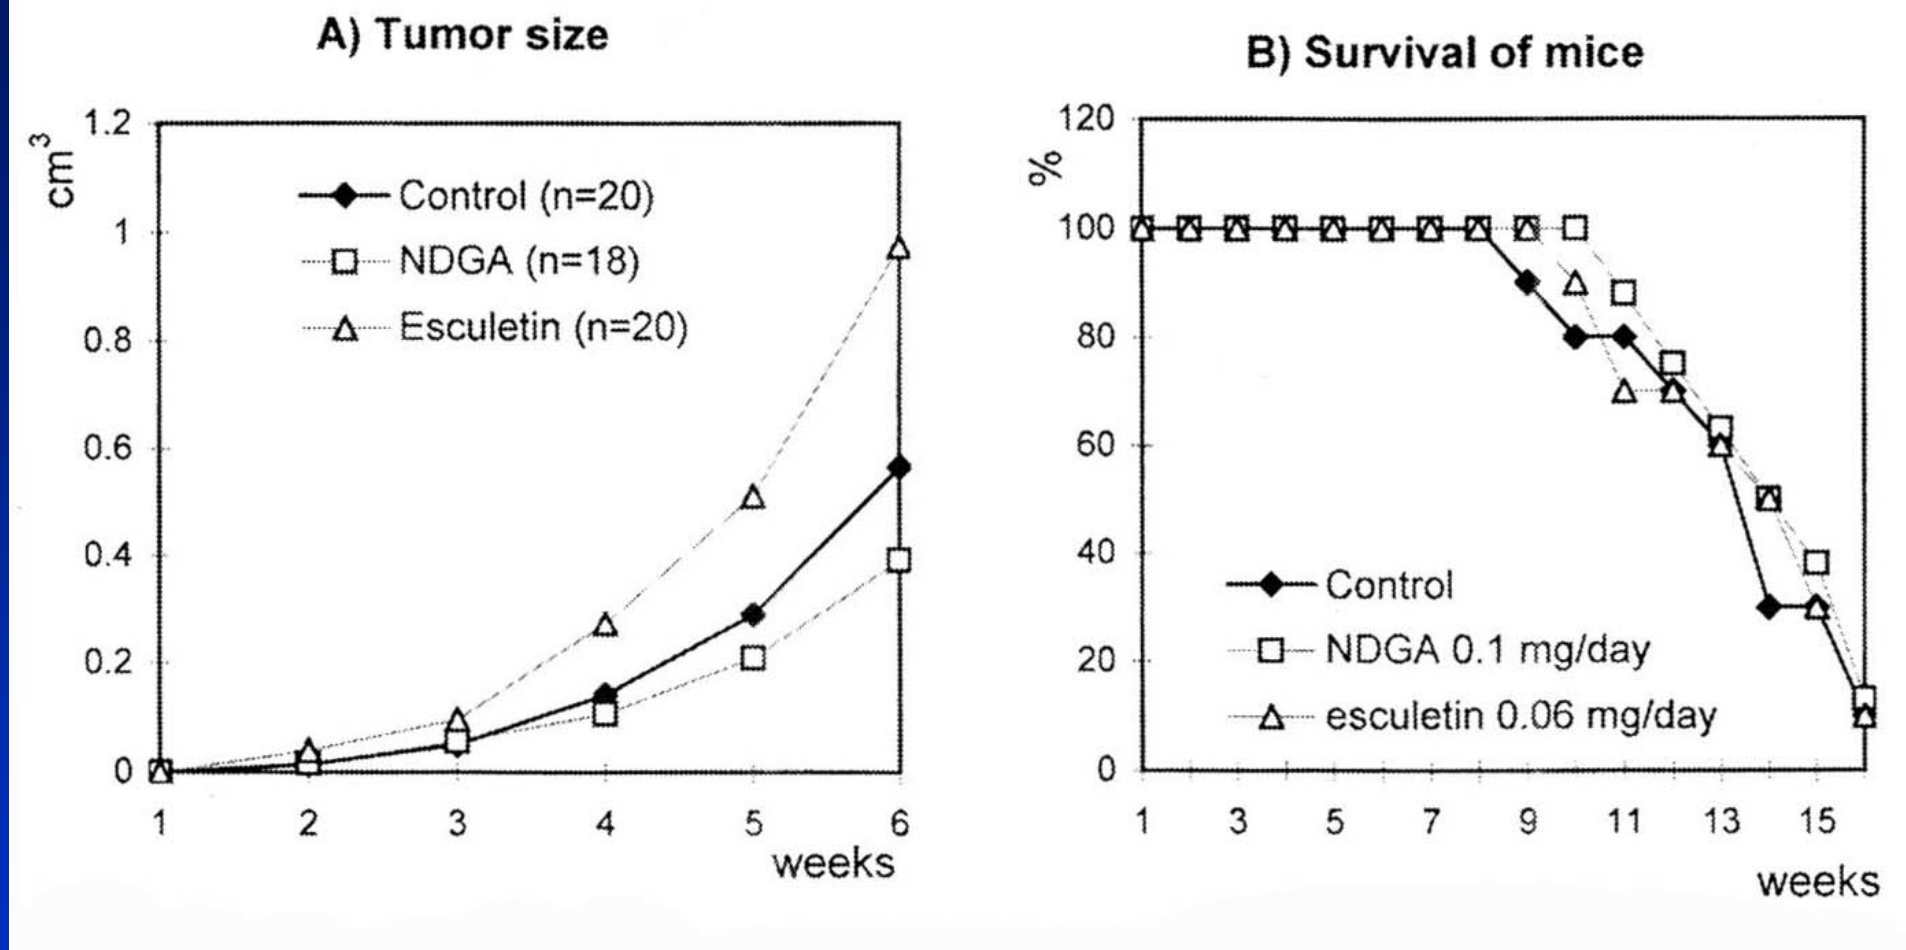 A) Tumor size
cm³
1.2
1
0.8
0.6
0.4
0.2
0
Control (n=20)
NDGA (n=18)
Esculetin (n=20)
1 2 3 4 5 6
weeks
B) Survival of mice
%
120
100
80
60
40
20
0
Control
NDGA 0.1 mg/day
esculetin 0.06 mg/day
1 3 5 7 9 11 13 15
weeks